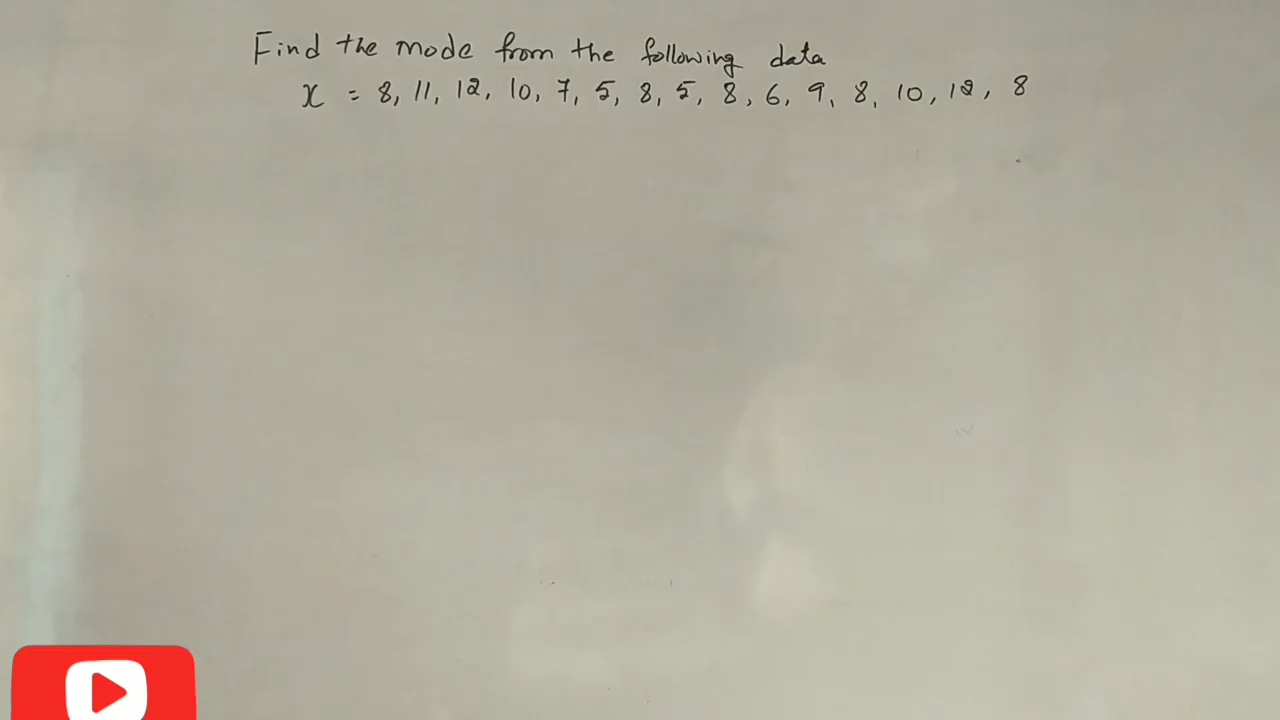 Find the mode from the following data
x = 8, 11, 12, 10, 7, 5, 8, 5, 8, 6, 9, 8, 10, 12, 8